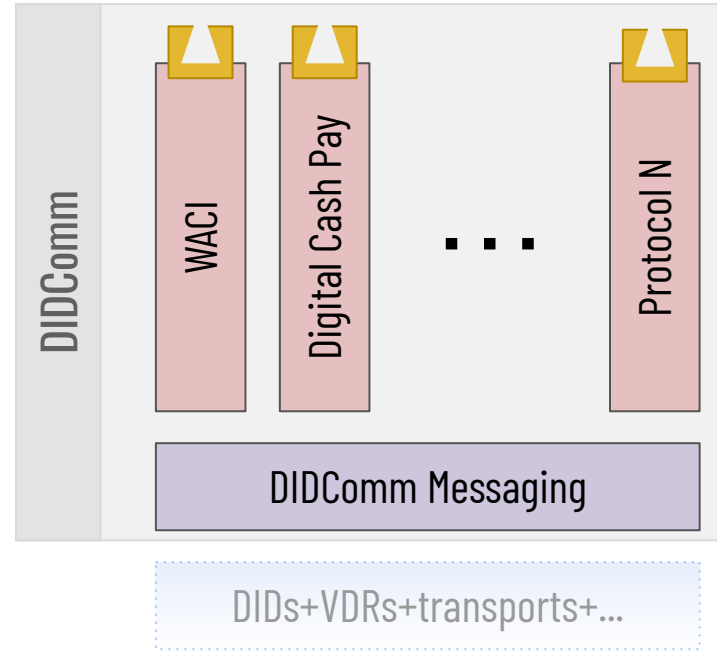 DIDComm
WACI
Digital Cash Pay
...
Protocol N
DIDComm Messaging
DIDs+VDRs+transports+...